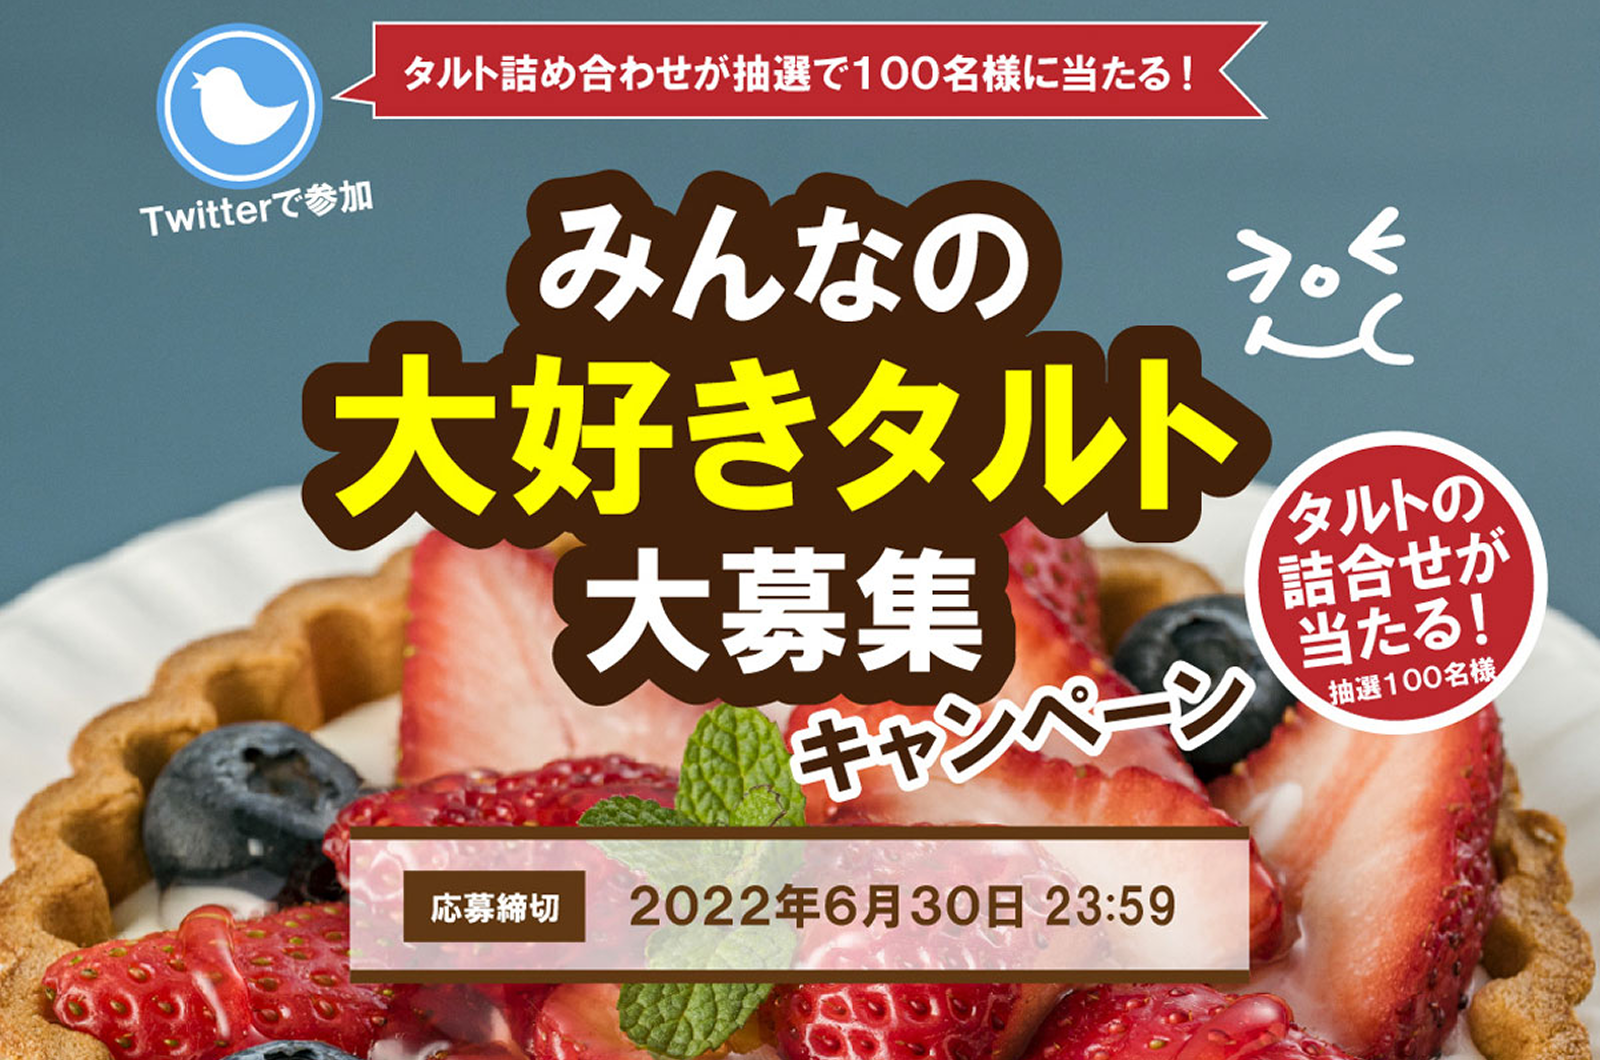 タルト詰め合わせが抽選で100名様に当たる!
Twitterで参加
みんなの
大好きタルト
大募集
キャンペーン
タルトの
詰合せが
当たる!
抽選100名様
応募締切 2022年6月30日 23:59